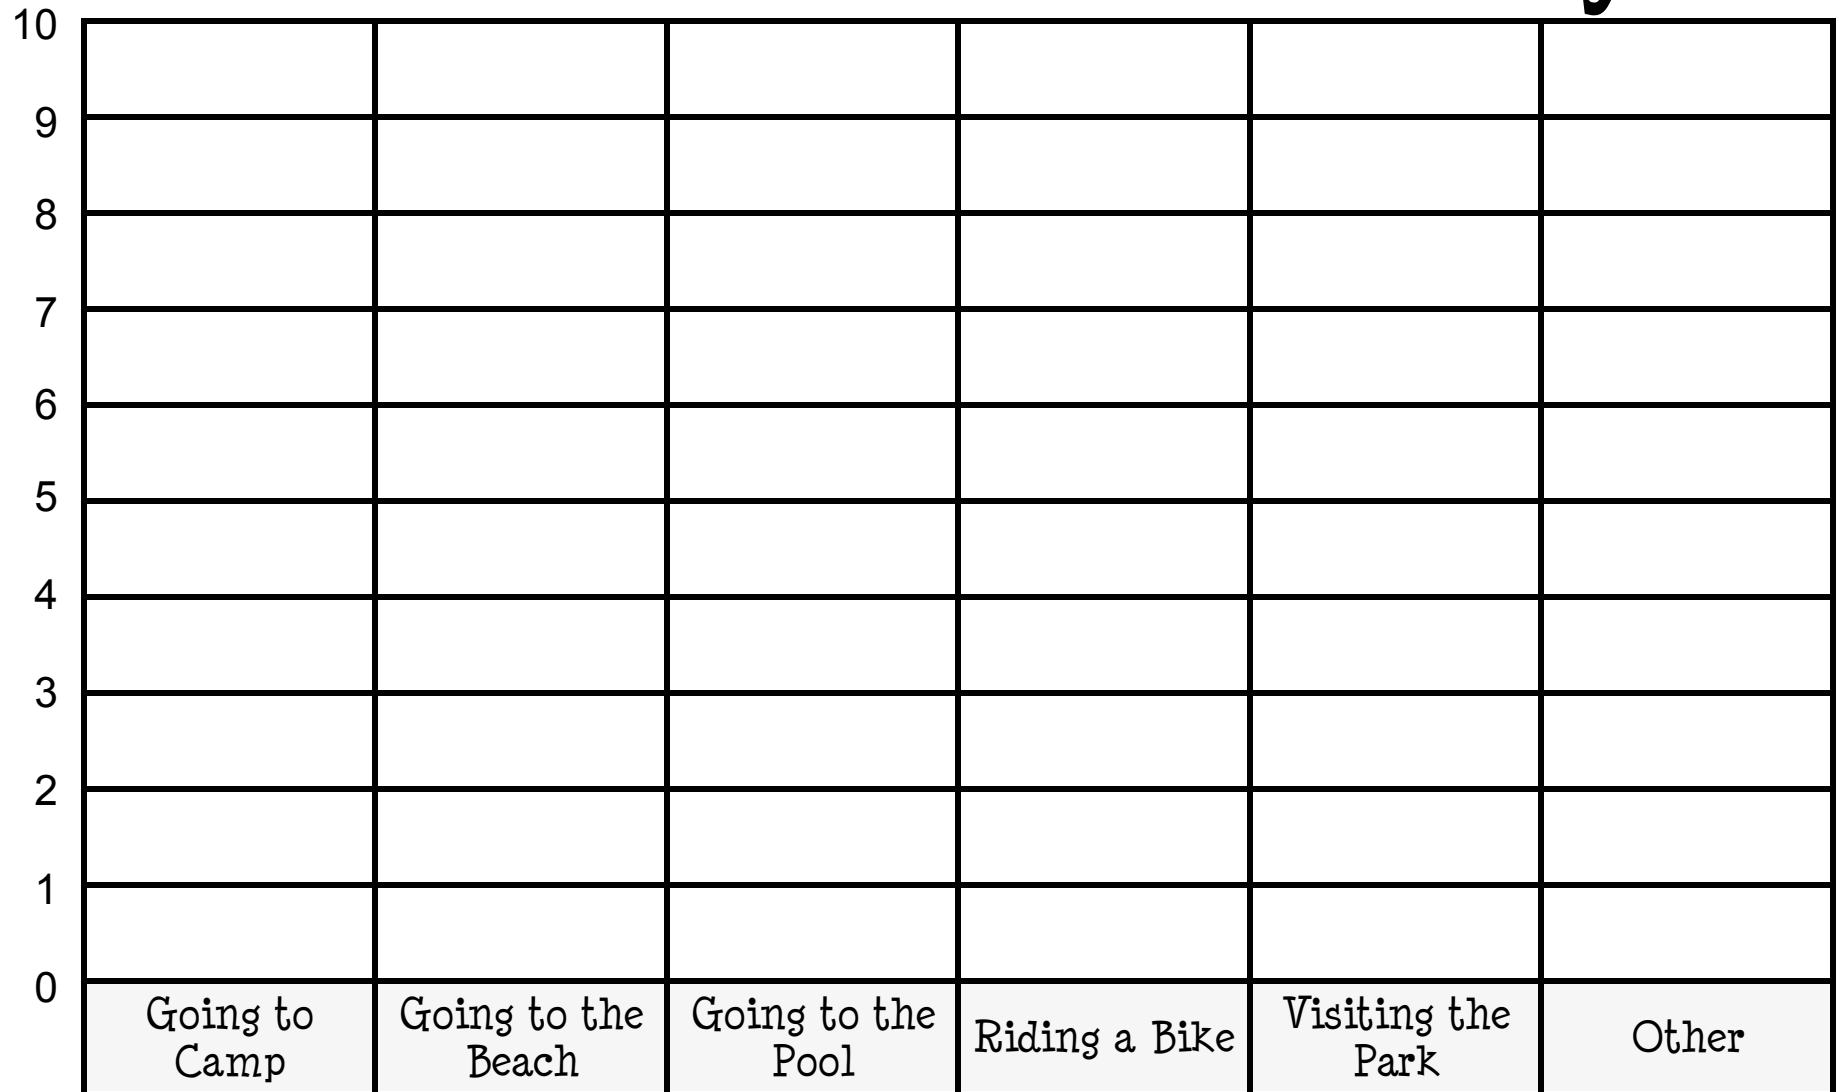 10
9
8
7
6
5
4
3
2
1
0
Going to
Camp
Going to the
Beach
Going to the
Pool
Riding a Bike
Visiting the
Park
Other